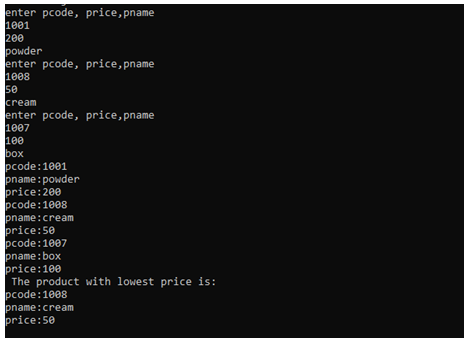 enter pcode, price,pname
1001
200
powder
enter pcode, price,pname
1008
50
cream
enter pcode, price,pname
1007
100
box
pcode:1001
pname:powder
price:200
pcode:1008
pname:cream
price:50
pcode:1007
pname:box
price:100
The product with lowest price is:
pcode:1008
pname:cream
price:50